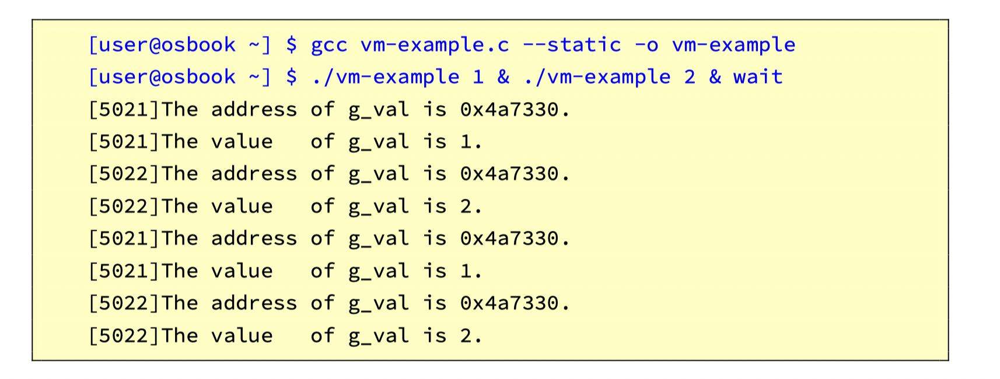 [user@osbook ~] $ gcc vm-example.c --static -o vm-example
[user@osbook ~] $ ./vm-example 1 & ./vm-example 2 & wait
[5021]The address of g_val is 0x4a7330.
[5021]The value   of g_val is 1.
[5022]The address of g_val is 0x4a7330.
[5022]The value   of g_val is 2.
[5021]The address of g_val is 0x4a7330.
[5021]The value   of g_val is 1.
[5022]The address of g_val is 0x4a7330.
[5022]The value   of g_val is 2.